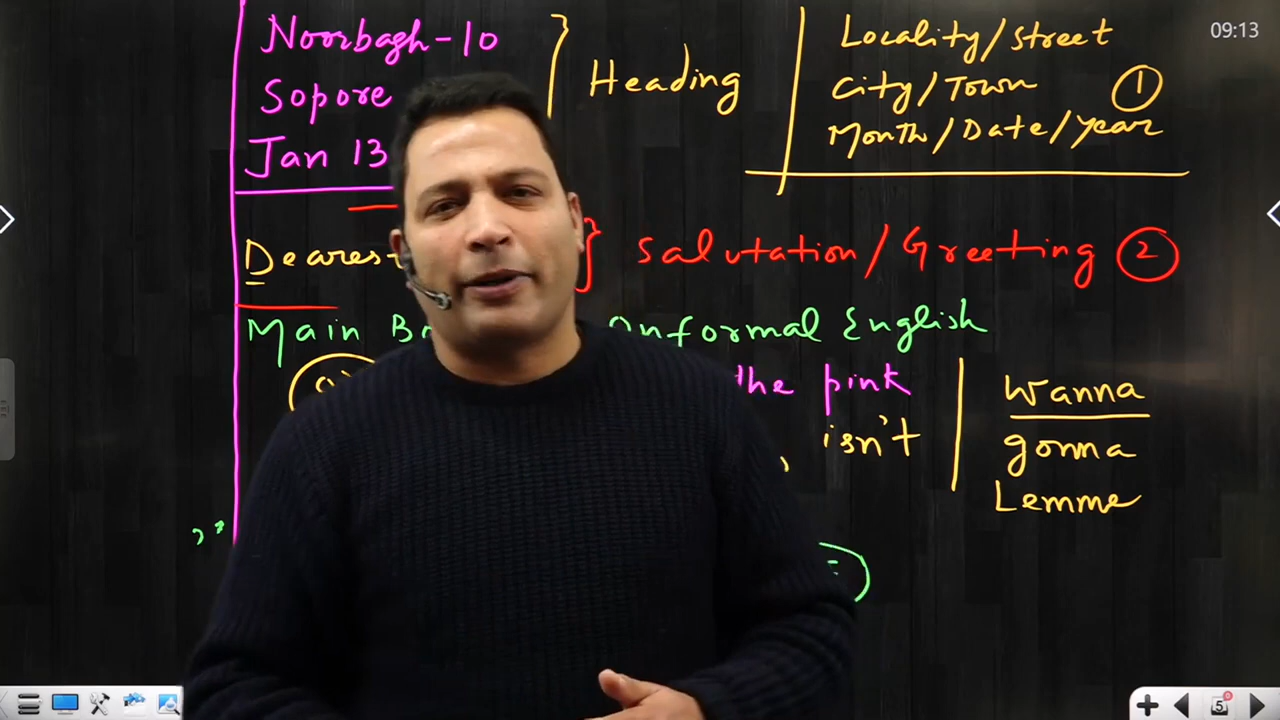 09:13
Noorbagh-10
Sopore
Jan 13
Heading
Locality/street
City/Town
1
Month/Date/Year
Salutation/Greeting 2
Main
Informal English
the pink
isn't
wanna
gonna
Lemme
5